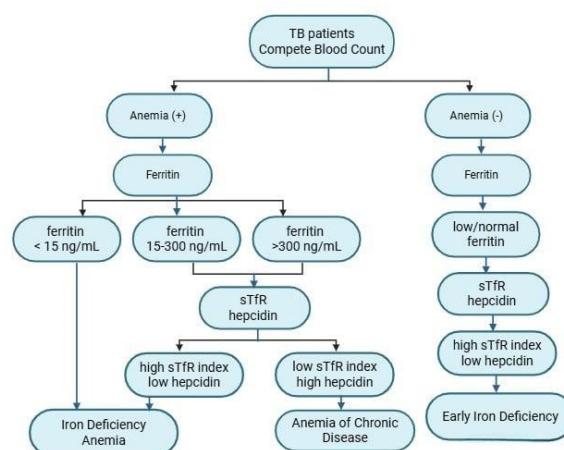 TB patients
Compete Blood Count
Anemia (+)
Anemia (-)
Ferritin
Ferritin
ferritin
< 15 ng/mL
ferritin
15-300 ng/mL
ferritin
>300 ng/mL
low/normal
ferritin
sTfR
hepcidin
sTfR
hepcidin
high sTfR index
low hepcidin
low sTfR index
high hepcidin
high sTfR index
low hepcidin
Iron Deficiency
Anemia
Anemia of Chronic
Disease
Early Iron Deficiency